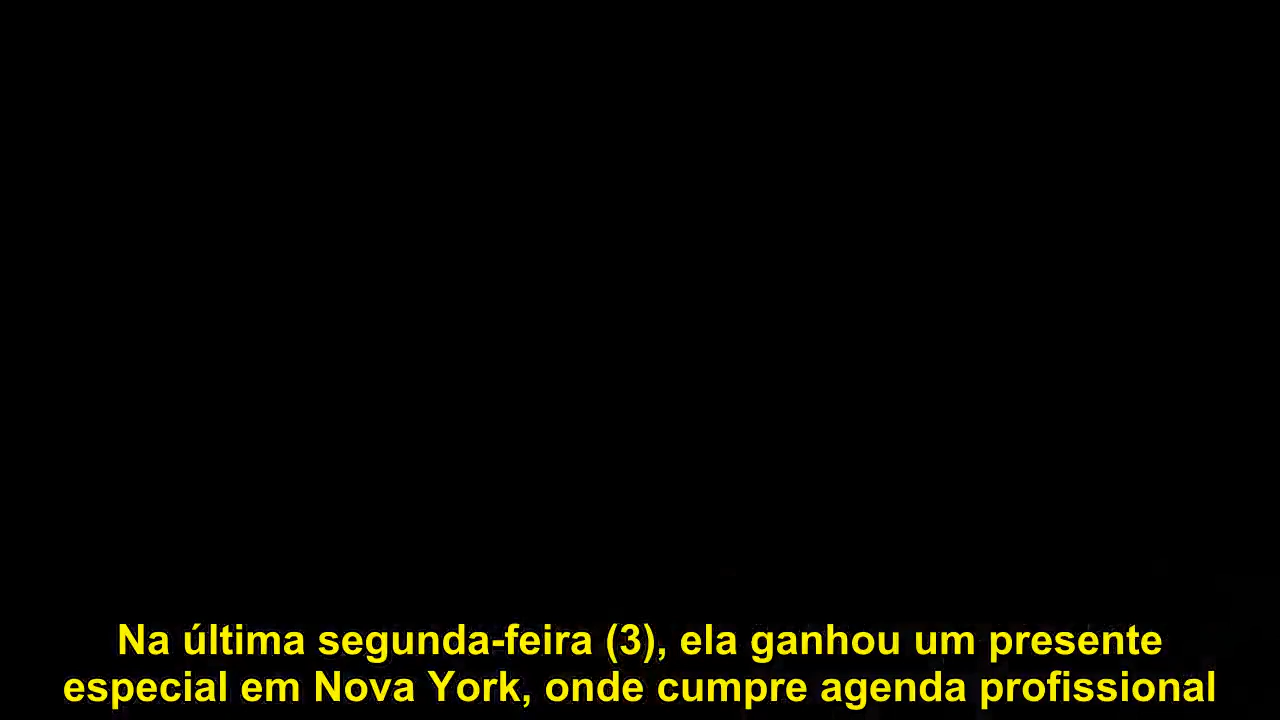 Na última segunda-feira (3), ela ganhou um presente
especial em Nova York, onde cumpre agenda profissional